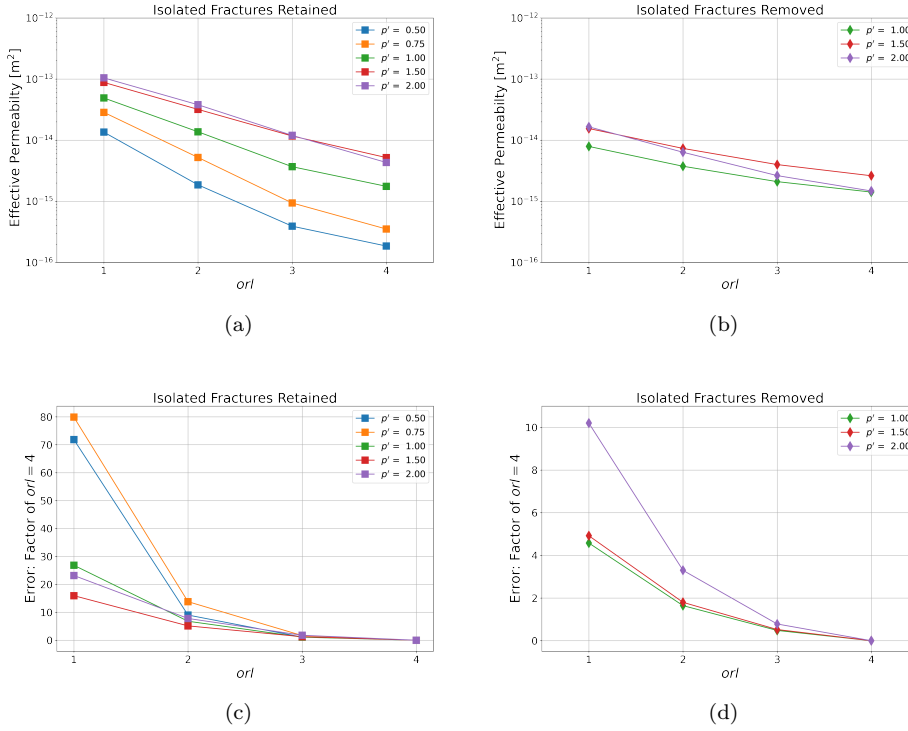 Isolated Fractures Retained
Effective Permeabilty [m²]
10⁻¹²
10⁻¹³
10⁻¹⁴
10⁻¹⁵
10⁻¹⁶
1 2 3 4
orl
p′ = 0.50
p′ = 0.75
p′ = 1.00
p′ = 1.50
p′ = 2.00
(a)
Isolated Fractures Removed
Effective Permeabilty [m²]
10⁻¹²
10⁻¹³
10⁻¹⁴
10⁻¹⁵
10⁻¹⁶
1 2 3 4
orl
p′ = 1.00
p′ = 1.50
p′ = 2.00
(b)
Isolated Fractures Retained
Error: Factor of orl = 4
80
70
60
50
40
30
20
10
0
1 2 3 4
orl
p′ = 0.50
p′ = 0.75
p′ = 1.00
p′ = 1.50
p′ = 2.00
(c)
Isolated Fractures Removed
Error: Factor of orl = 4
10
8
6
4
2
0
1 2 3 4
orl
p′ = 1.00
p′ = 1.50
p′ = 2.00
(d)